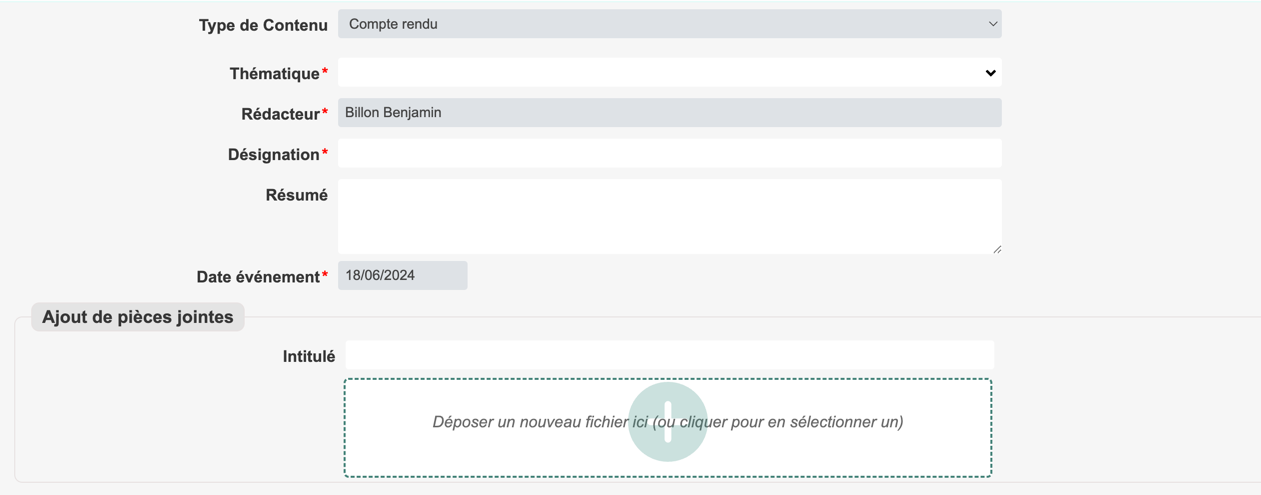 Type de Contenu Compte rendu
Thématique*
Rédacteur* Billon Benjamin
Désignation*
Résumé
Date événement* 18/06/2024
Ajout de pièces jointes
Intitulé
Déposer un nouveau fichier ici (ou cliquer pour en sélectionner un)